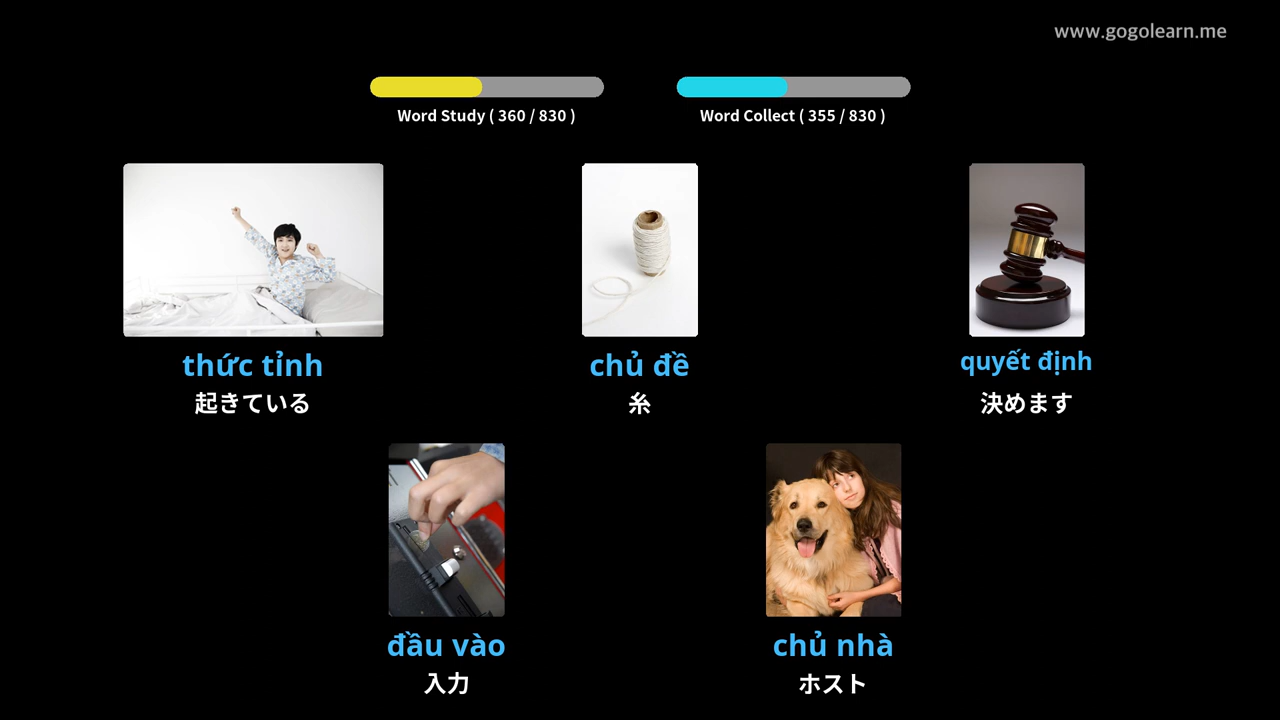 www.gogolearn.me
Word Study ( 360 / 830 )
Word Collect ( 355 / 830 )
thức tỉnh
起きている
chủ đề
糸
quyết định
決めます
đầu vào
入力
chủ nhà
ホスト